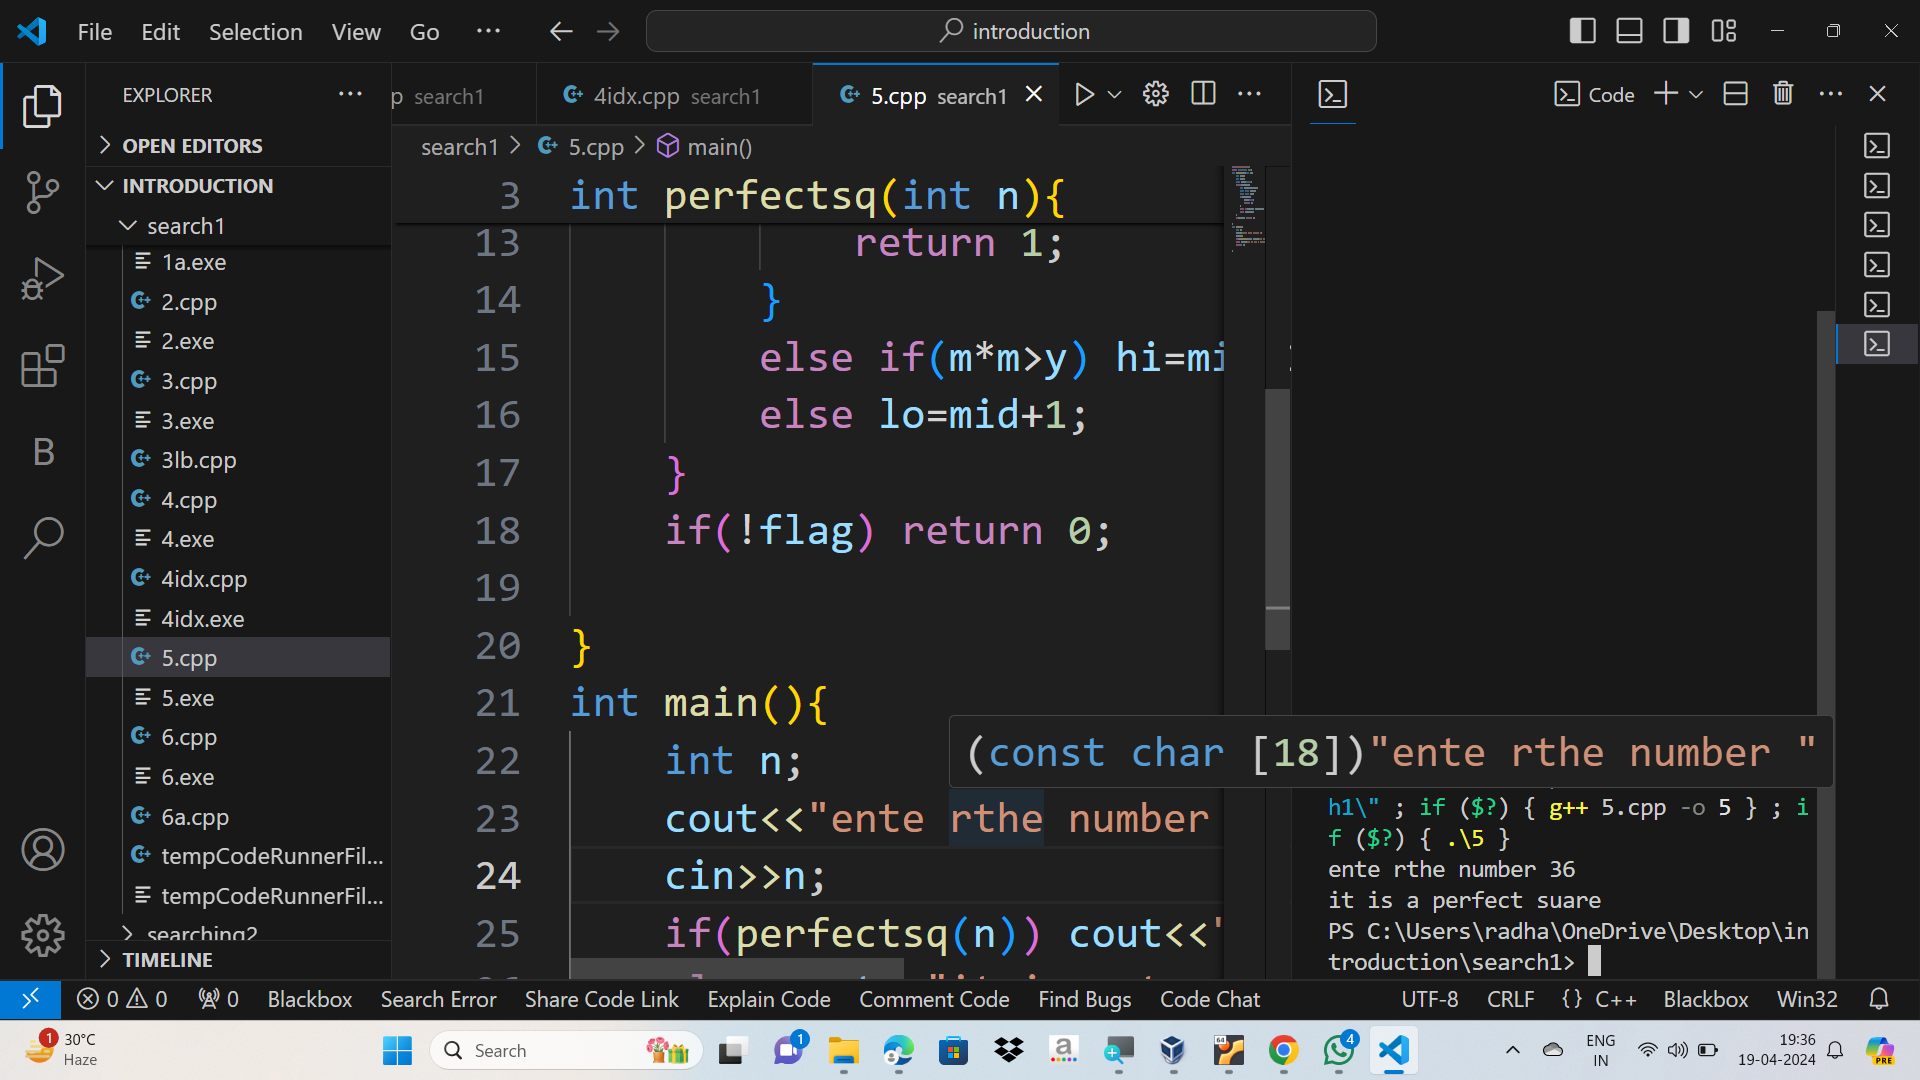 File Edit Selection View Go ···
introduction
EXPLORER ···
p search1
4idx.cpp search1
5.cpp search1
Code
OPEN EDITORS
INTRODUCTION
search1
1a.exe
2.cpp
2.exe
3.cpp
3.exe
3lb.cpp
4.cpp
4.exe
4idx.cpp
4idx.exe
5.cpp
5.exe
6.cpp
6.exe
6a.cpp
tempCodeRunnerFil...
tempCodeRunnerFil...
searching2
TIMELINE
B
search1 > 5.cpp > main()
3 int perfectsq(int n){
13 return 1;
14 }
15 else if(m*m>y) hi=mi
16 else lo=mid+1;
17 }
18 if(!flag) return 0;
19
20 }
21 int main(){
22 int n;
23 cout<<"ente rthe number
24 cin>>n;
25 if(perfectsq(n)) cout<<"
(const char [18])"ente rthe number "
h1\" ; if ($?) { g++ 5.cpp -o 5 } ; i
f ($?) { .\5 }
ente rthe number 36
it is a perfect suare
PS C:\Users\radha\OneDrive\Desktop\in
troduction\search1>
0 0 0 Blackbox Search Error Share Code Link Explain Code Comment Code Find Bugs Code Chat UTF-8 CRLF {} C++ Blackbox Win32
1 30°C
Haze
Search
1
64
4
ENG
IN
19:36
19-04-2024
PRE